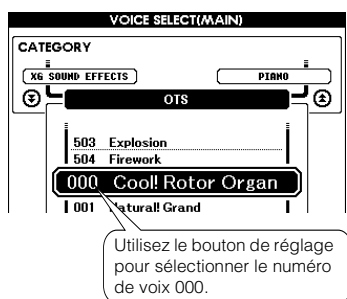 VOICE SELECT(MAIN)
CATEGORY
XG SOUND EFFECTS
PIANO
OTS
503 Explosion
504 Firework
000 Cool! Rotor Organ
001 Natural! Grand
Utilisez le bouton de réglage
pour sélectionner le numéro
de voix 000.